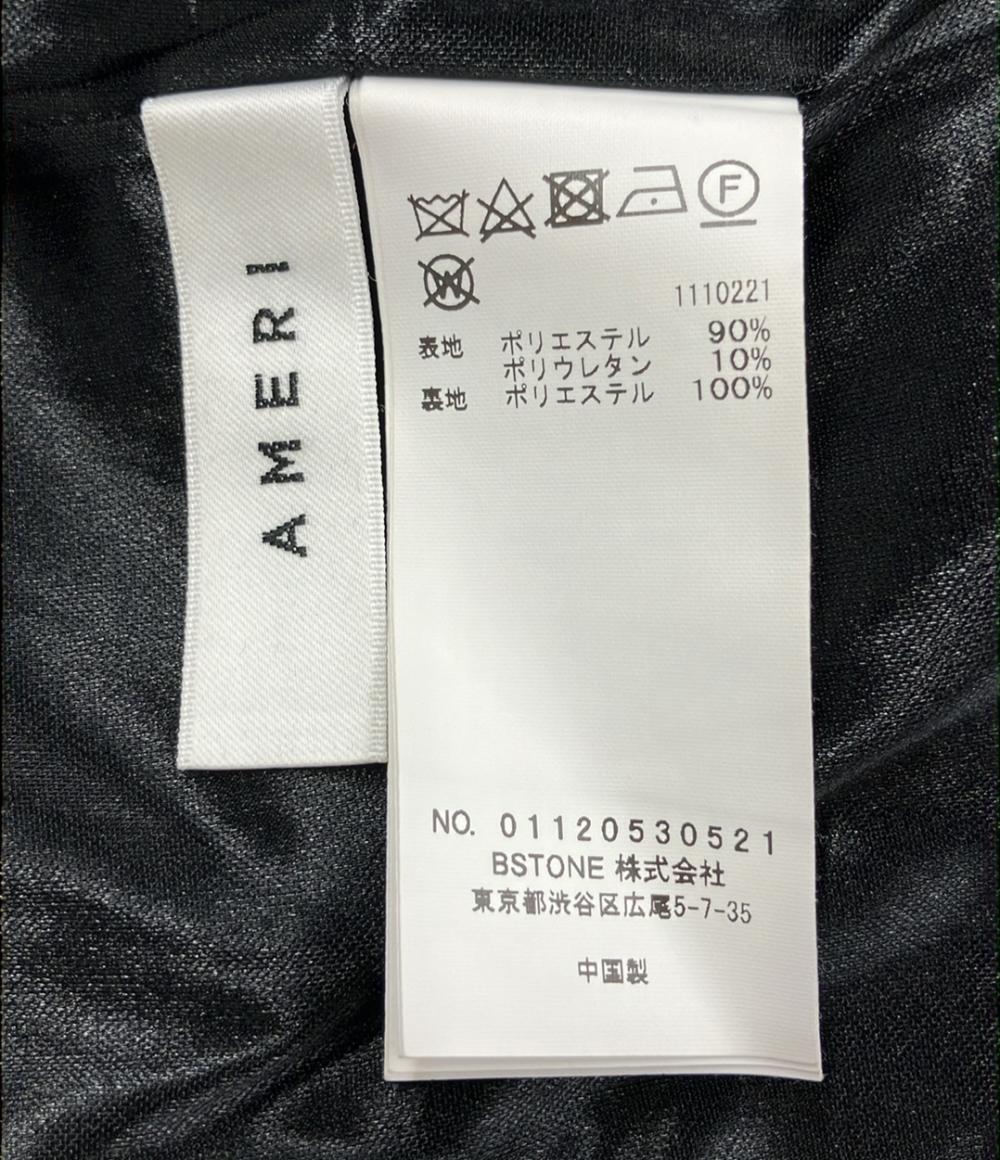 AMERI
F
W
1110221
表地 ポリエステル 90%
ポリウレタン 10%
裏地 ポリエステル 100%
NO. 01120530521
BSTONE 株式会社
東京都渋谷区広尾5-7-35
中国製